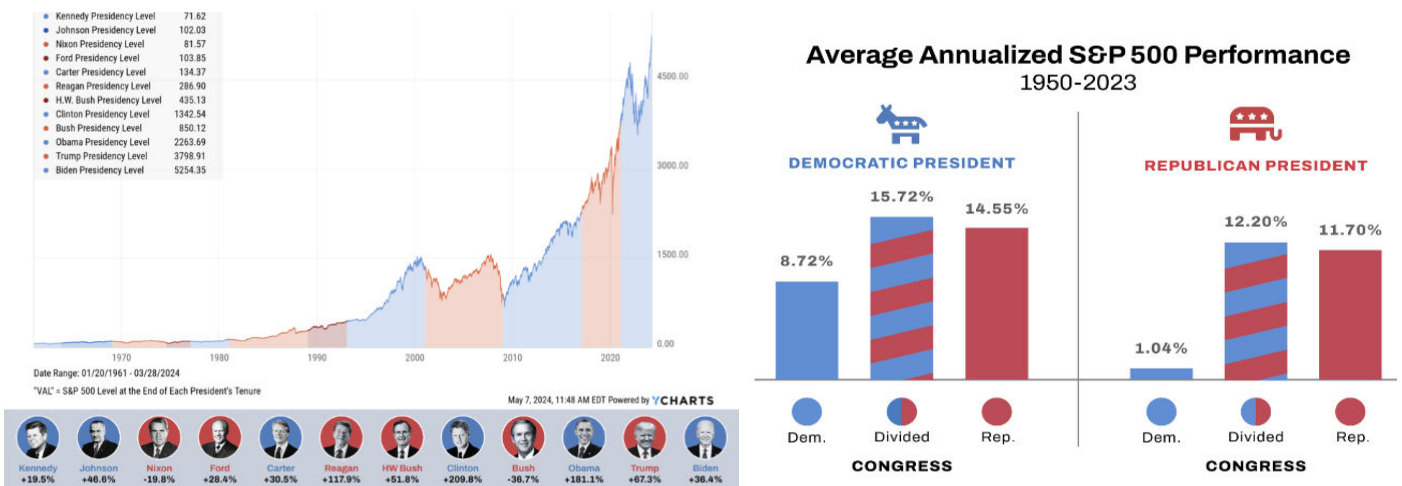 Kennedy Presidency Level 71.62
Johnson Presidency Level 102.03
Nixon Presidency Level 81.57
Ford Presidency Level 103.85
Carter Presidency Level 134.37
Reagan Presidency Level 286.90
H.W. Bush Presidency Level 435.13
Clinton Presidency Level 1342.54
Bush Presidency Level 850.12
Obama Presidency Level 2263.69
Trump Presidency Level 3798.91
Biden Presidency Level 5254.35
4500.00
3000.00
1500.00
0.00
1970 1980 1990 2000 2010 2020
Date Range: 01/20/1961 - 03/28/2024
"VAL" = S&P 500 Level at the End of Each President's Tenure
May 7, 2024, 11:48 AM EDT Powered by YCHARTS
Kennedy Johnson Nixon Ford Carter Reagan HW Bush Clinton Bush Obama Trump Biden
+19.5% +46.6% -19.8% +28.4% +30.5% +117.9% +51.8% +209.8% -36.7% +181.1% +67.3% +36.4%
Average Annualized S&P 500 Performance
1950-2023
DEMOCRATIC PRESIDENT
8.72% 15.72% 14.55%
Dem. Divided Rep.
CONGRESS
REPUBLICAN PRESIDENT
1.04% 12.20% 11.70%
Dem. Divided Rep.
CONGRESS